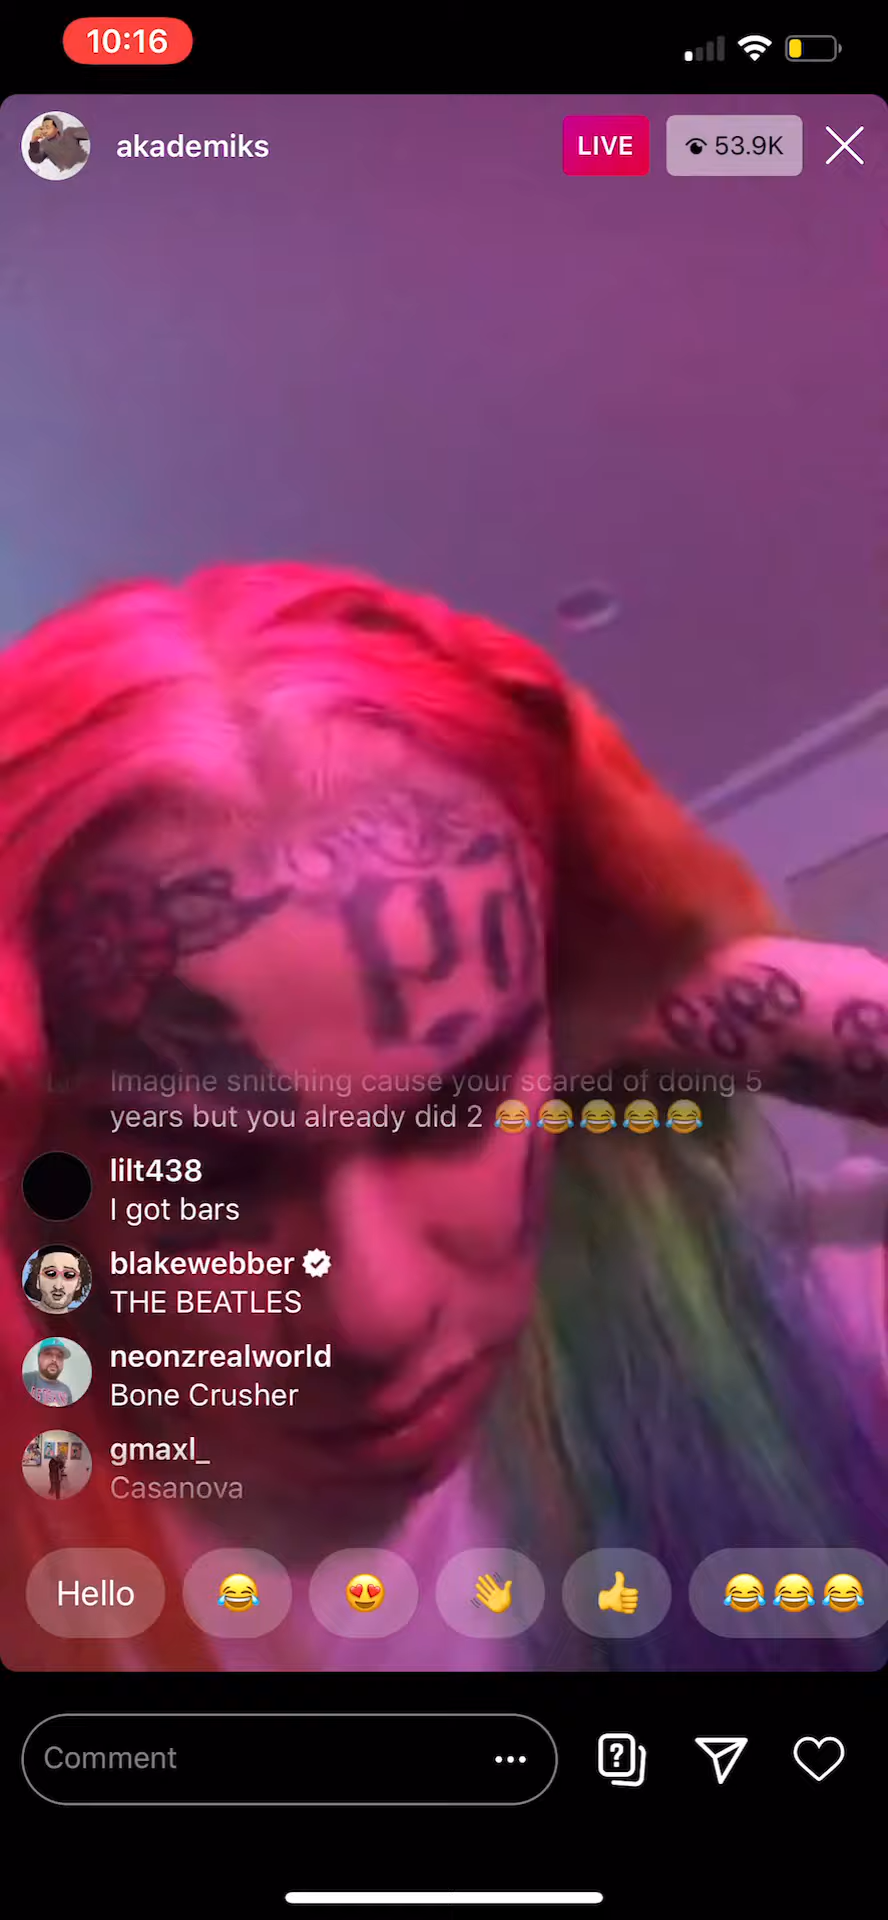 10:16
akademiks
LIVE
53.9K
Imagine snitching cause your scared of doing 5
years but you already did 2 😂😂😂😂😂
lilt438
I got bars
blakewebber
THE BEATLES
neonzrealworld
Bone Crusher
gmaxl_
Casanova
Hello
😂
😍
👋
👍
😂😂😂
Comment